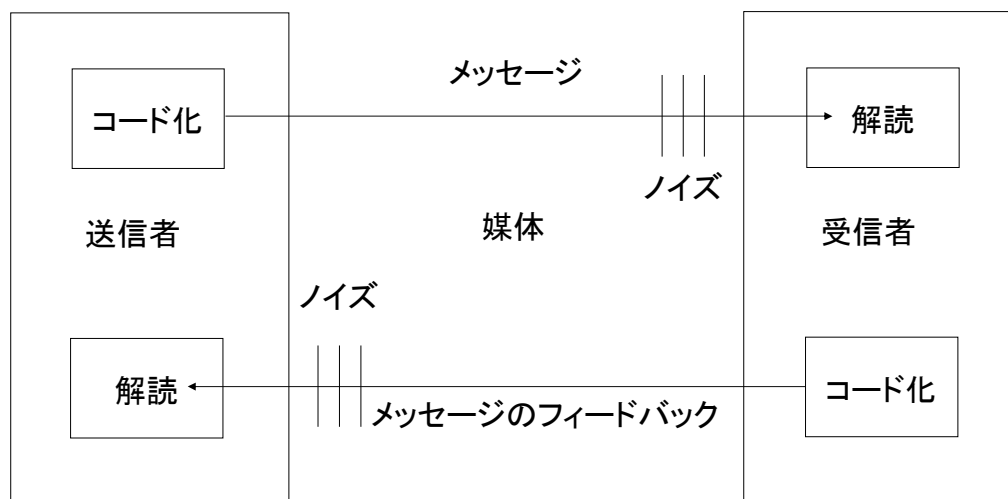 メッセージ
コード化
解読
ノイズ
送信者
媒体
受信者
ノイズ
解読
コード化
メッセージのフィードバック